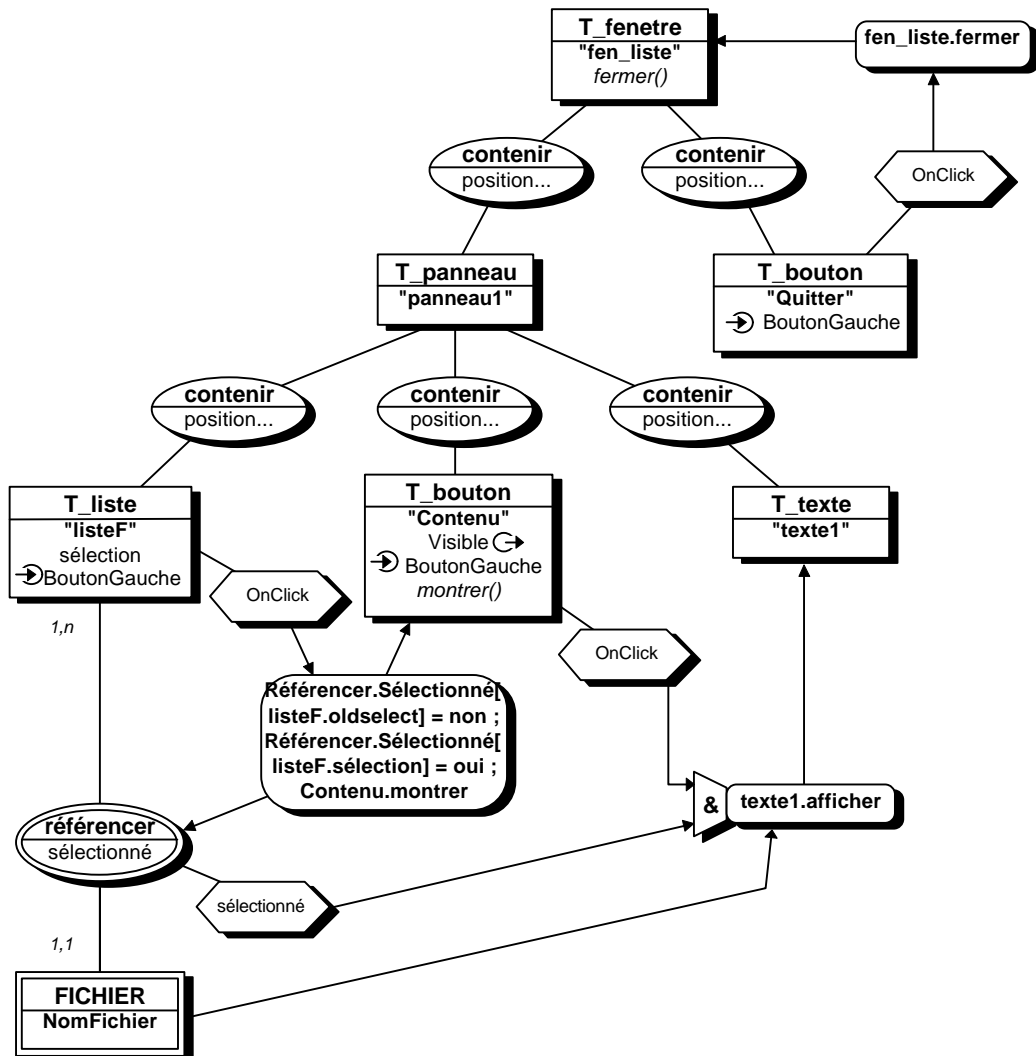 T_fenetre
"fen_liste"
fermer()
fen_liste.fermer
contenir
position...
contenir
position...
OnClick
T_panneau
"panneau1"
T_bouton
"Quitter"
BoutonGauche
contenir
position...
contenir
position...
contenir
position...
T_liste
"listeF"
sélection
BoutonGauche
T_bouton
"Contenu"
Visible
BoutonGauche
montrer()
T_texte
"texte1"
OnClick
1,n
OnClick
Référencer.Sélectionné[
listeF.oldselect] = non ;
Référencer.Sélectionné[
listeF.sélection] = oui ;
Contenu.montrer
&
texte1.afficher
référencer
sélectionné
sélectionné
1,1
FICHIER
NomFichier